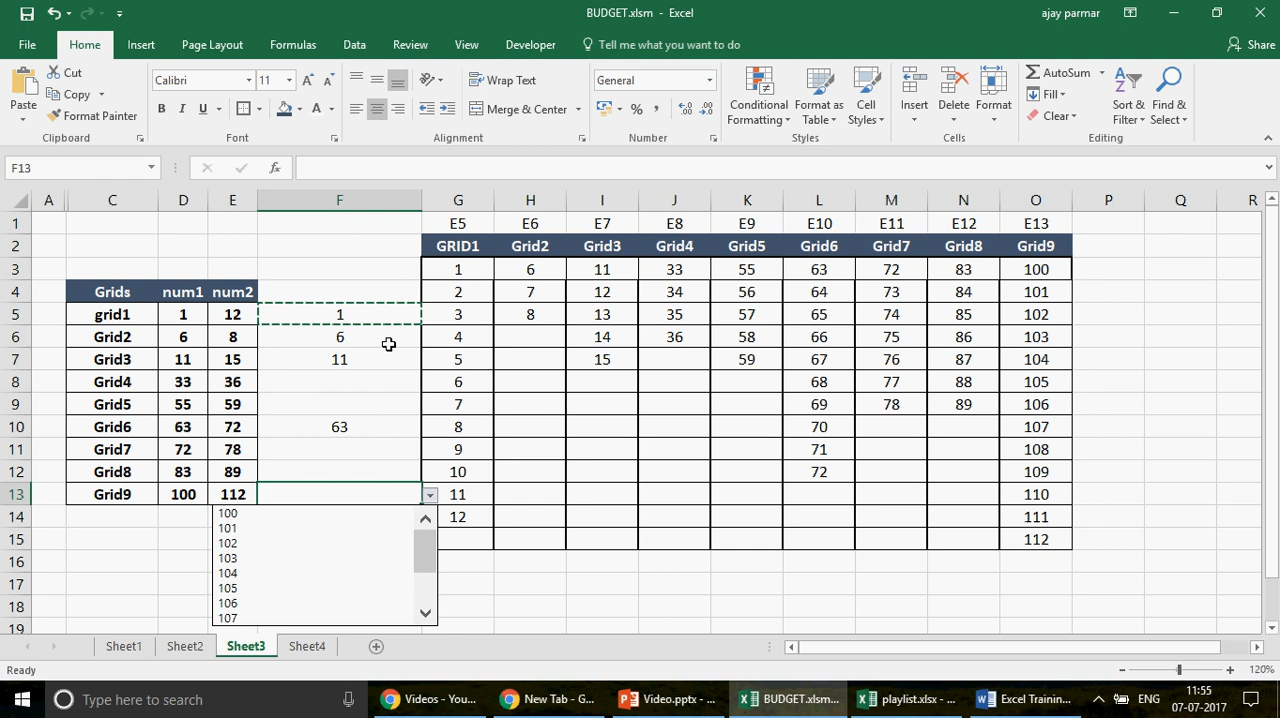 BUDGET.xlsm - Excel
ajay parmar
File Home Insert Page Layout Formulas Data Review View Developer Tell me what you want to do Share
Cut
Copy
Format Painter
Paste
Clipboard
Calibri 11
B I U
Font
Wrap Text
Merge & Center
Alignment
General
%
Number
Conditional Formatting
Format as Table
Cell Styles
Styles
Insert Delete Format
Cells
AutoSum
Fill
Clear
Sort & Filter
Find & Select
Editing
F13
fx
A C D E F G H I J K L M N O P Q R
1 E5 E6 E7 E8 E9 E10 E11 E12 E13
2 GRID1 Grid2 Grid3 Grid4 Grid5 Grid6 Grid7 Grid8 Grid9
3 1 6 11 33 55 63 72 83 100
4 Grids num1 num2 2 7 12 34 56 64 73 84 101
5 grid1 1 12 1 3 8 13 35 57 65 74 85 102
6 Grid2 6 8 6 4 14 36 58 66 75 86 103
7 Grid3 11 15 11 5 15 59 67 76 87 104
8 Grid4 33 36 6 68 77 88 105
9 Grid5 55 59 7 69 78 89 106
10 Grid6 63 72 63 8 70 107
11 Grid7 72 78 9 71 108
12 Grid8 83 89 10 72 109
13 Grid9 100 112 11 110
14 12 111
15 112
16
17
18
19
100
101
102
103
104
105
106
107
Sheet1 Sheet2 Sheet3 Sheet4
Ready
120%
Type here to search
Videos - You...
New Tab - G...
Video.pptx - ...
BUDGET.xlsm...
playlist.xlsx - ...
Excel Trainin...
ENG
11:55
07-07-2017